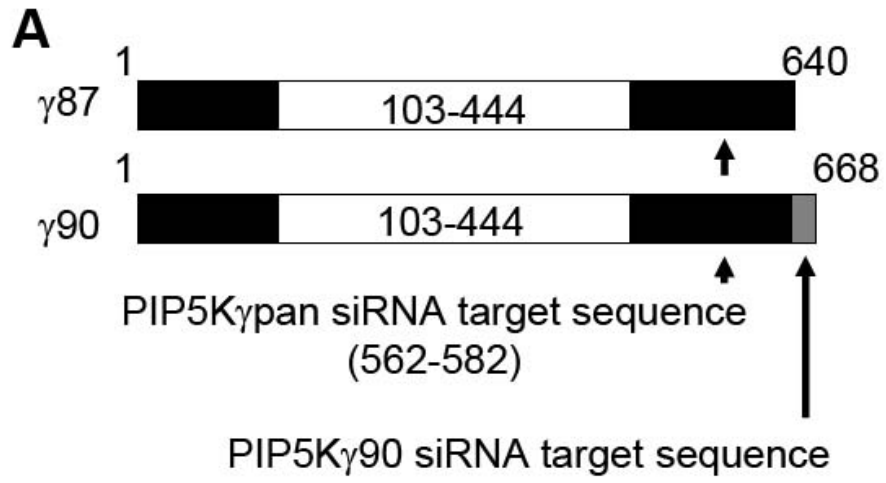 A
1 640
γ87 103-444
1 668
γ90 103-444
PIP5Kγpan siRNA target sequence
(562-582)
PIP5Kγ90 siRNA target sequence